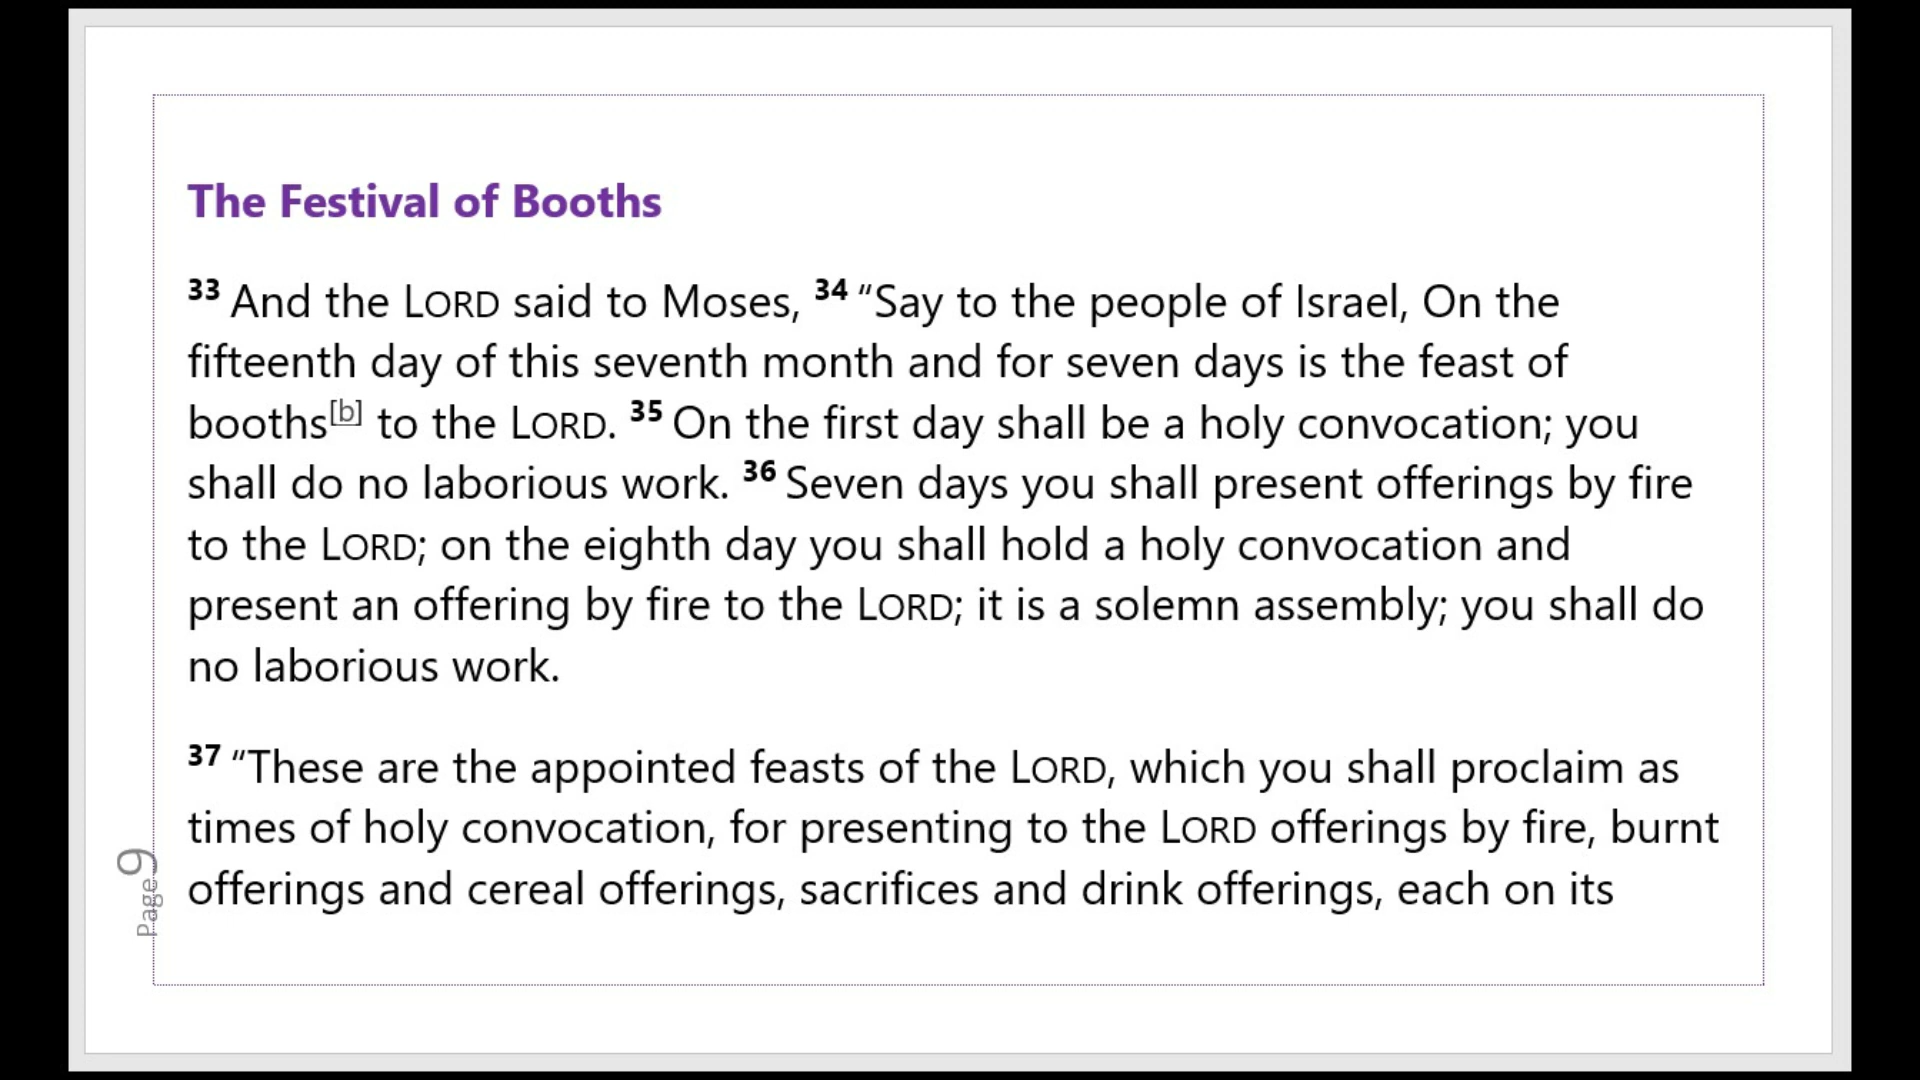 The Festival of Booths
33 And the LORD said to Moses, 34 “Say to the people of Israel, On the
fifteenth day of this seventh month and for seven days is the feast of
booths[b] to the LORD. 35 On the first day shall be a holy convocation; you
shall do no laborious work. 36 Seven days you shall present offerings by fire
to the LORD; on the eighth day you shall hold a holy convocation and
present an offering by fire to the LORD; it is a solemn assembly; you shall do
no laborious work.
37 “These are the appointed feasts of the LORD, which you shall proclaim as
times of holy convocation, for presenting to the LORD offerings by fire, burnt
offerings and cereal offerings, sacrifices and drink offerings, each on its
Page 9